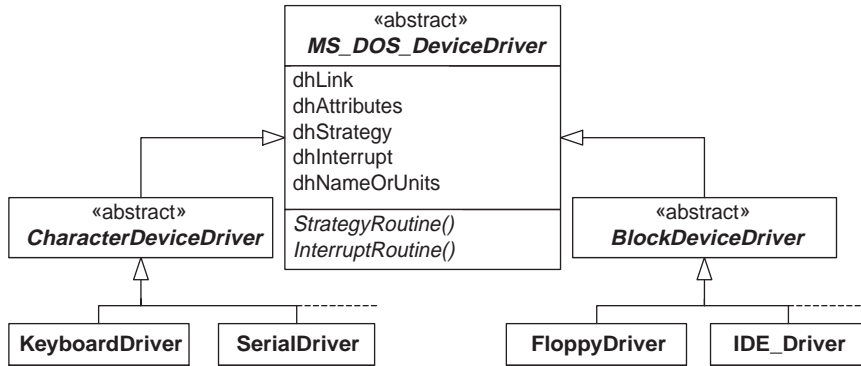 «abstract»
MS_DOS_DeviceDriver
dhLink
dhAttributes
dhStrategy
dhInterrupt
dhNameOrUnits
StrategyRoutine()
InterruptRoutine()
«abstract»
CharacterDeviceDriver
«abstract»
BlockDeviceDriver
KeyboardDriver
SerialDriver
FloppyDriver
IDE_Driver